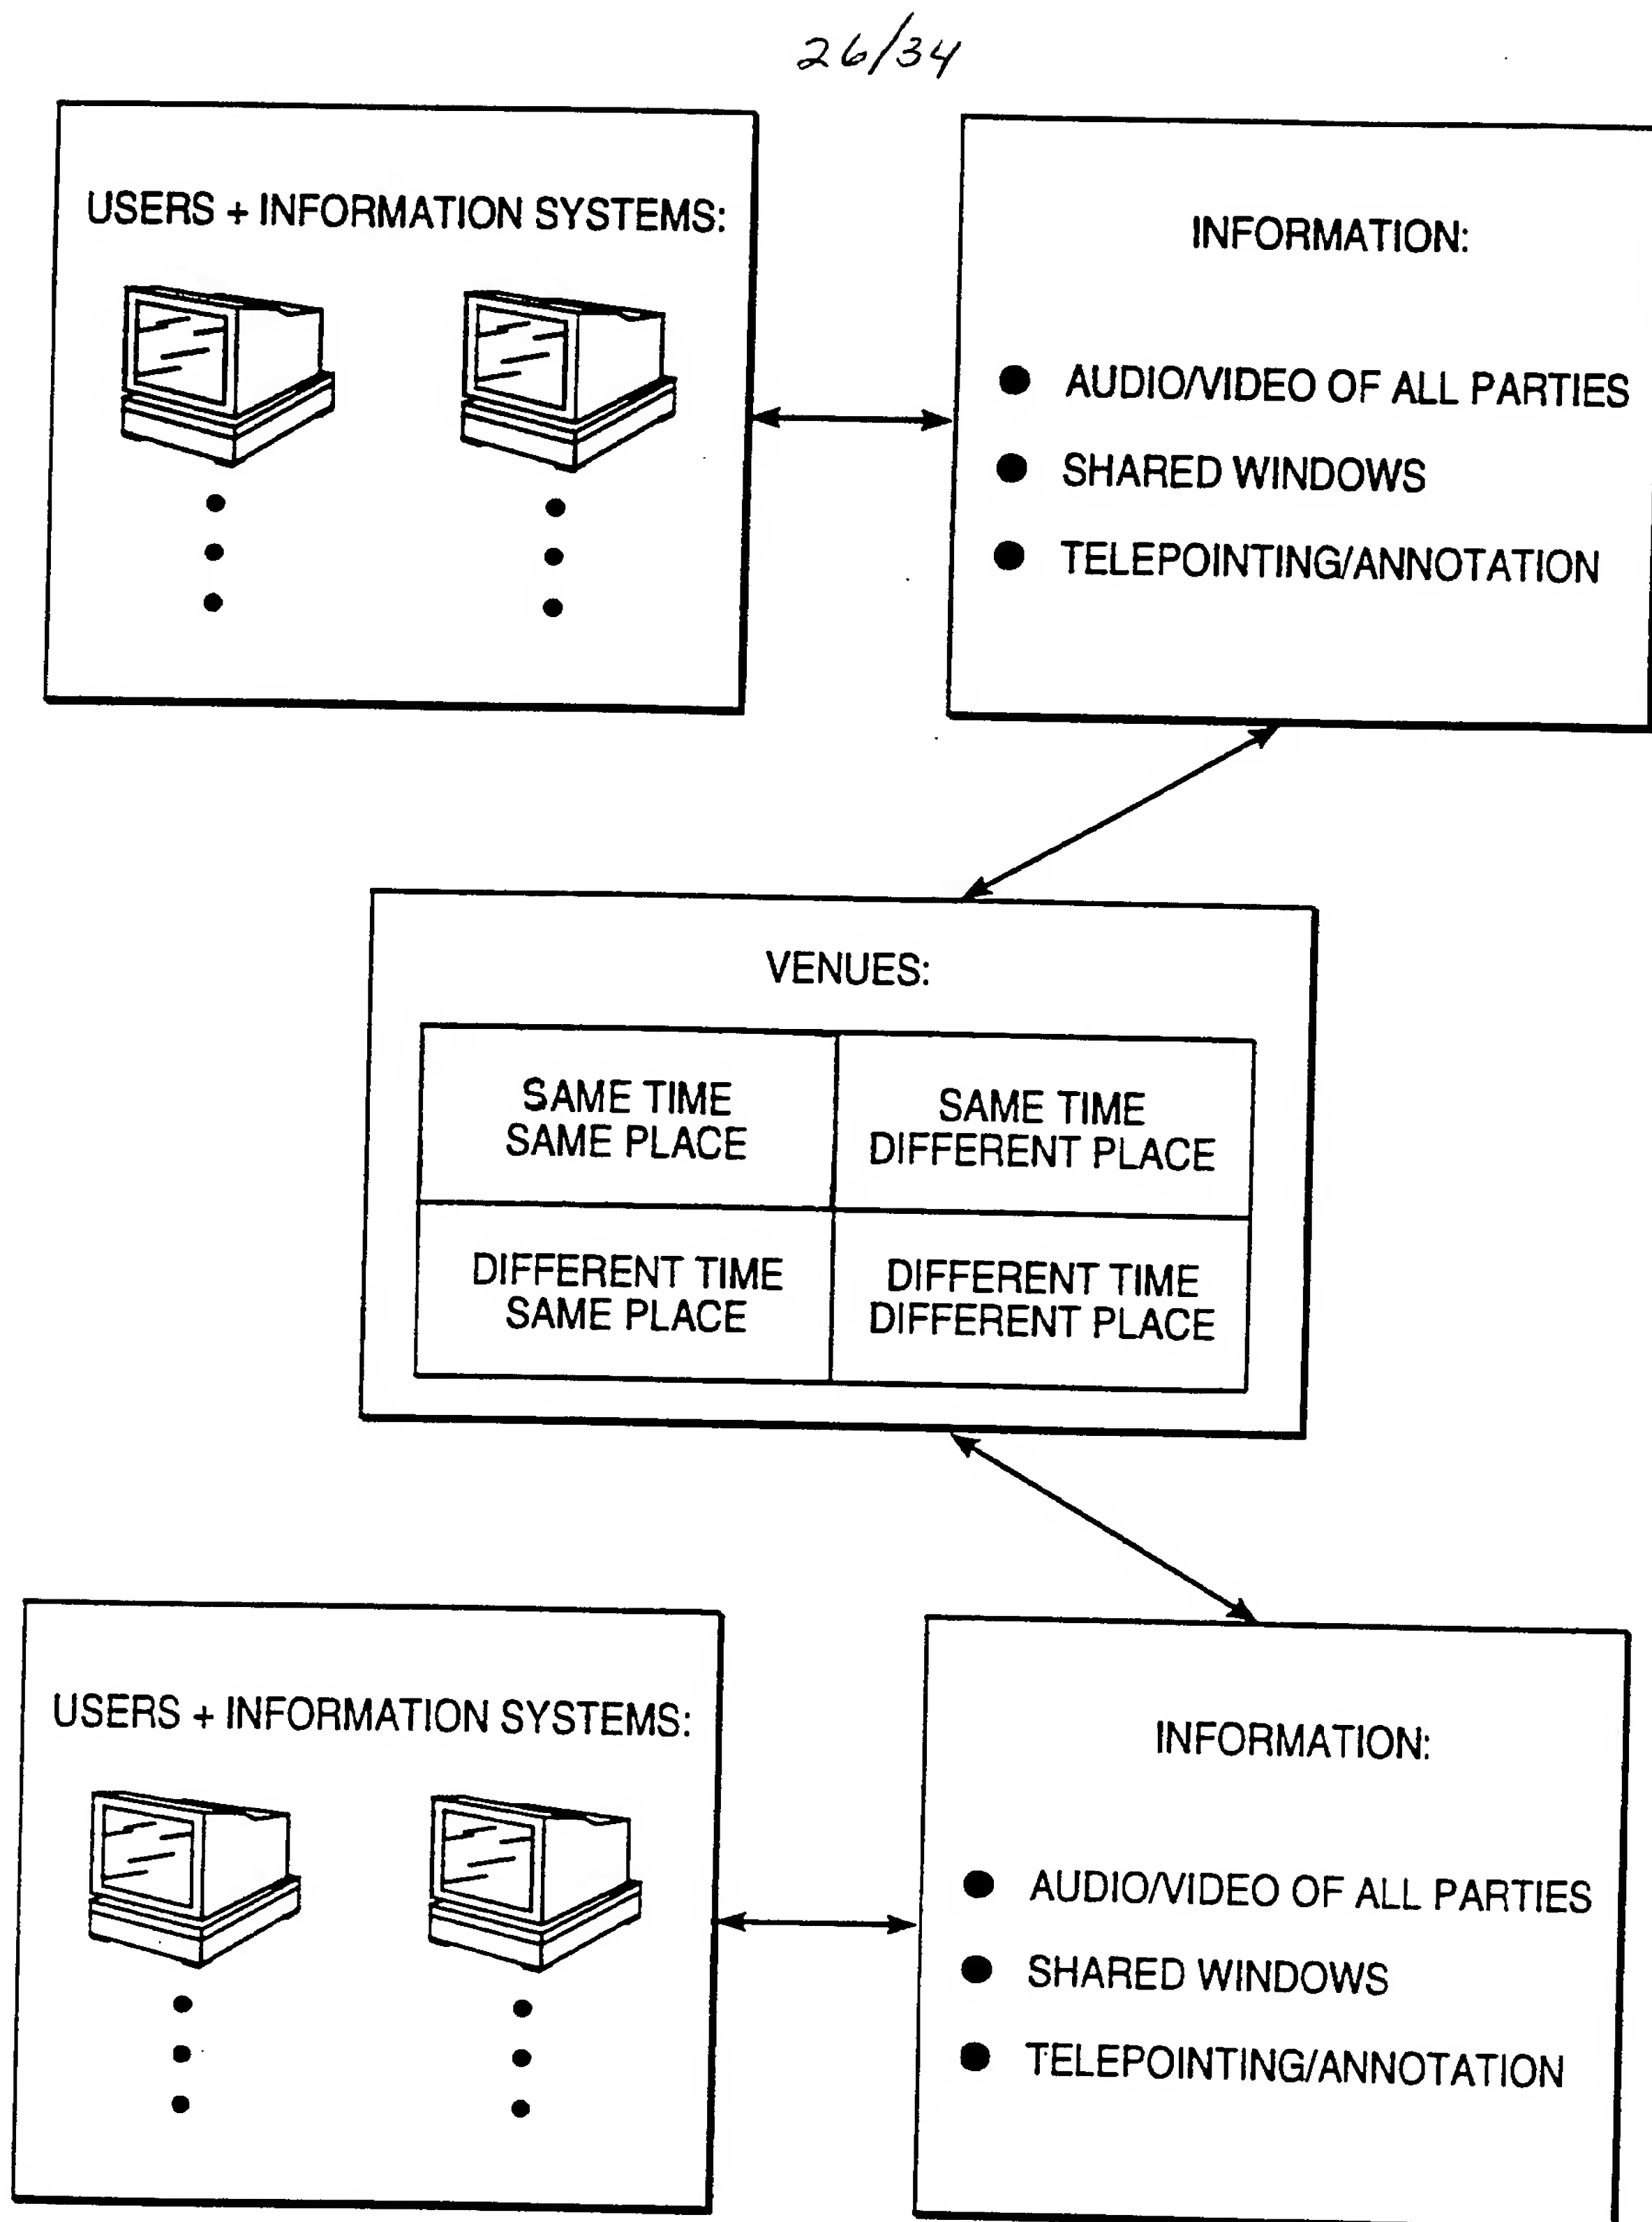 26/34
USERS + INFORMATION SYSTEMS:
INFORMATION:
● AUDIO/VIDEO OF ALL PARTIES
● SHARED WINDOWS
● TELEPOINTING/ANNOTATION
VENUES:
SAME TIME
SAME PLACE
SAME TIME
DIFFERENT PLACE
DIFFERENT TIME
SAME PLACE
DIFFERENT TIME
DIFFERENT PLACE
USERS + INFORMATION SYSTEMS:
INFORMATION:
● AUDIO/VIDEO OF ALL PARTIES
● SHARED WINDOWS
● TELEPOINTING/ANNOTATION